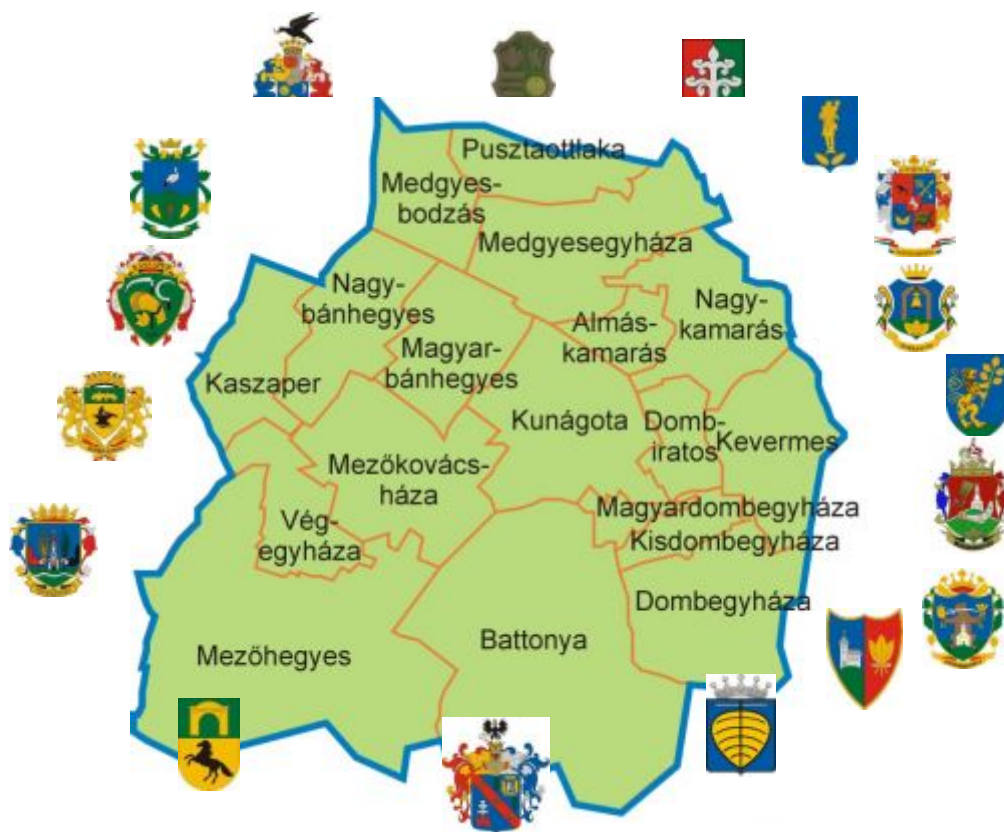 Pusztaottlaka
Medgyes-
bodzás
Medgyesegyháza
Nagy-
bánhegyes
Nagy-
kamarás
Almás-
kamarás
Magyar-
bánhegyes
Kaszaper
Kunágota
Domb-
iratos
Kevermes
Mezőkovács-
háza
Magyardombegyháza
Vég-
egyháza
Kisdombegyháza
Dombegyháza
Battonya
Mezőhegyes